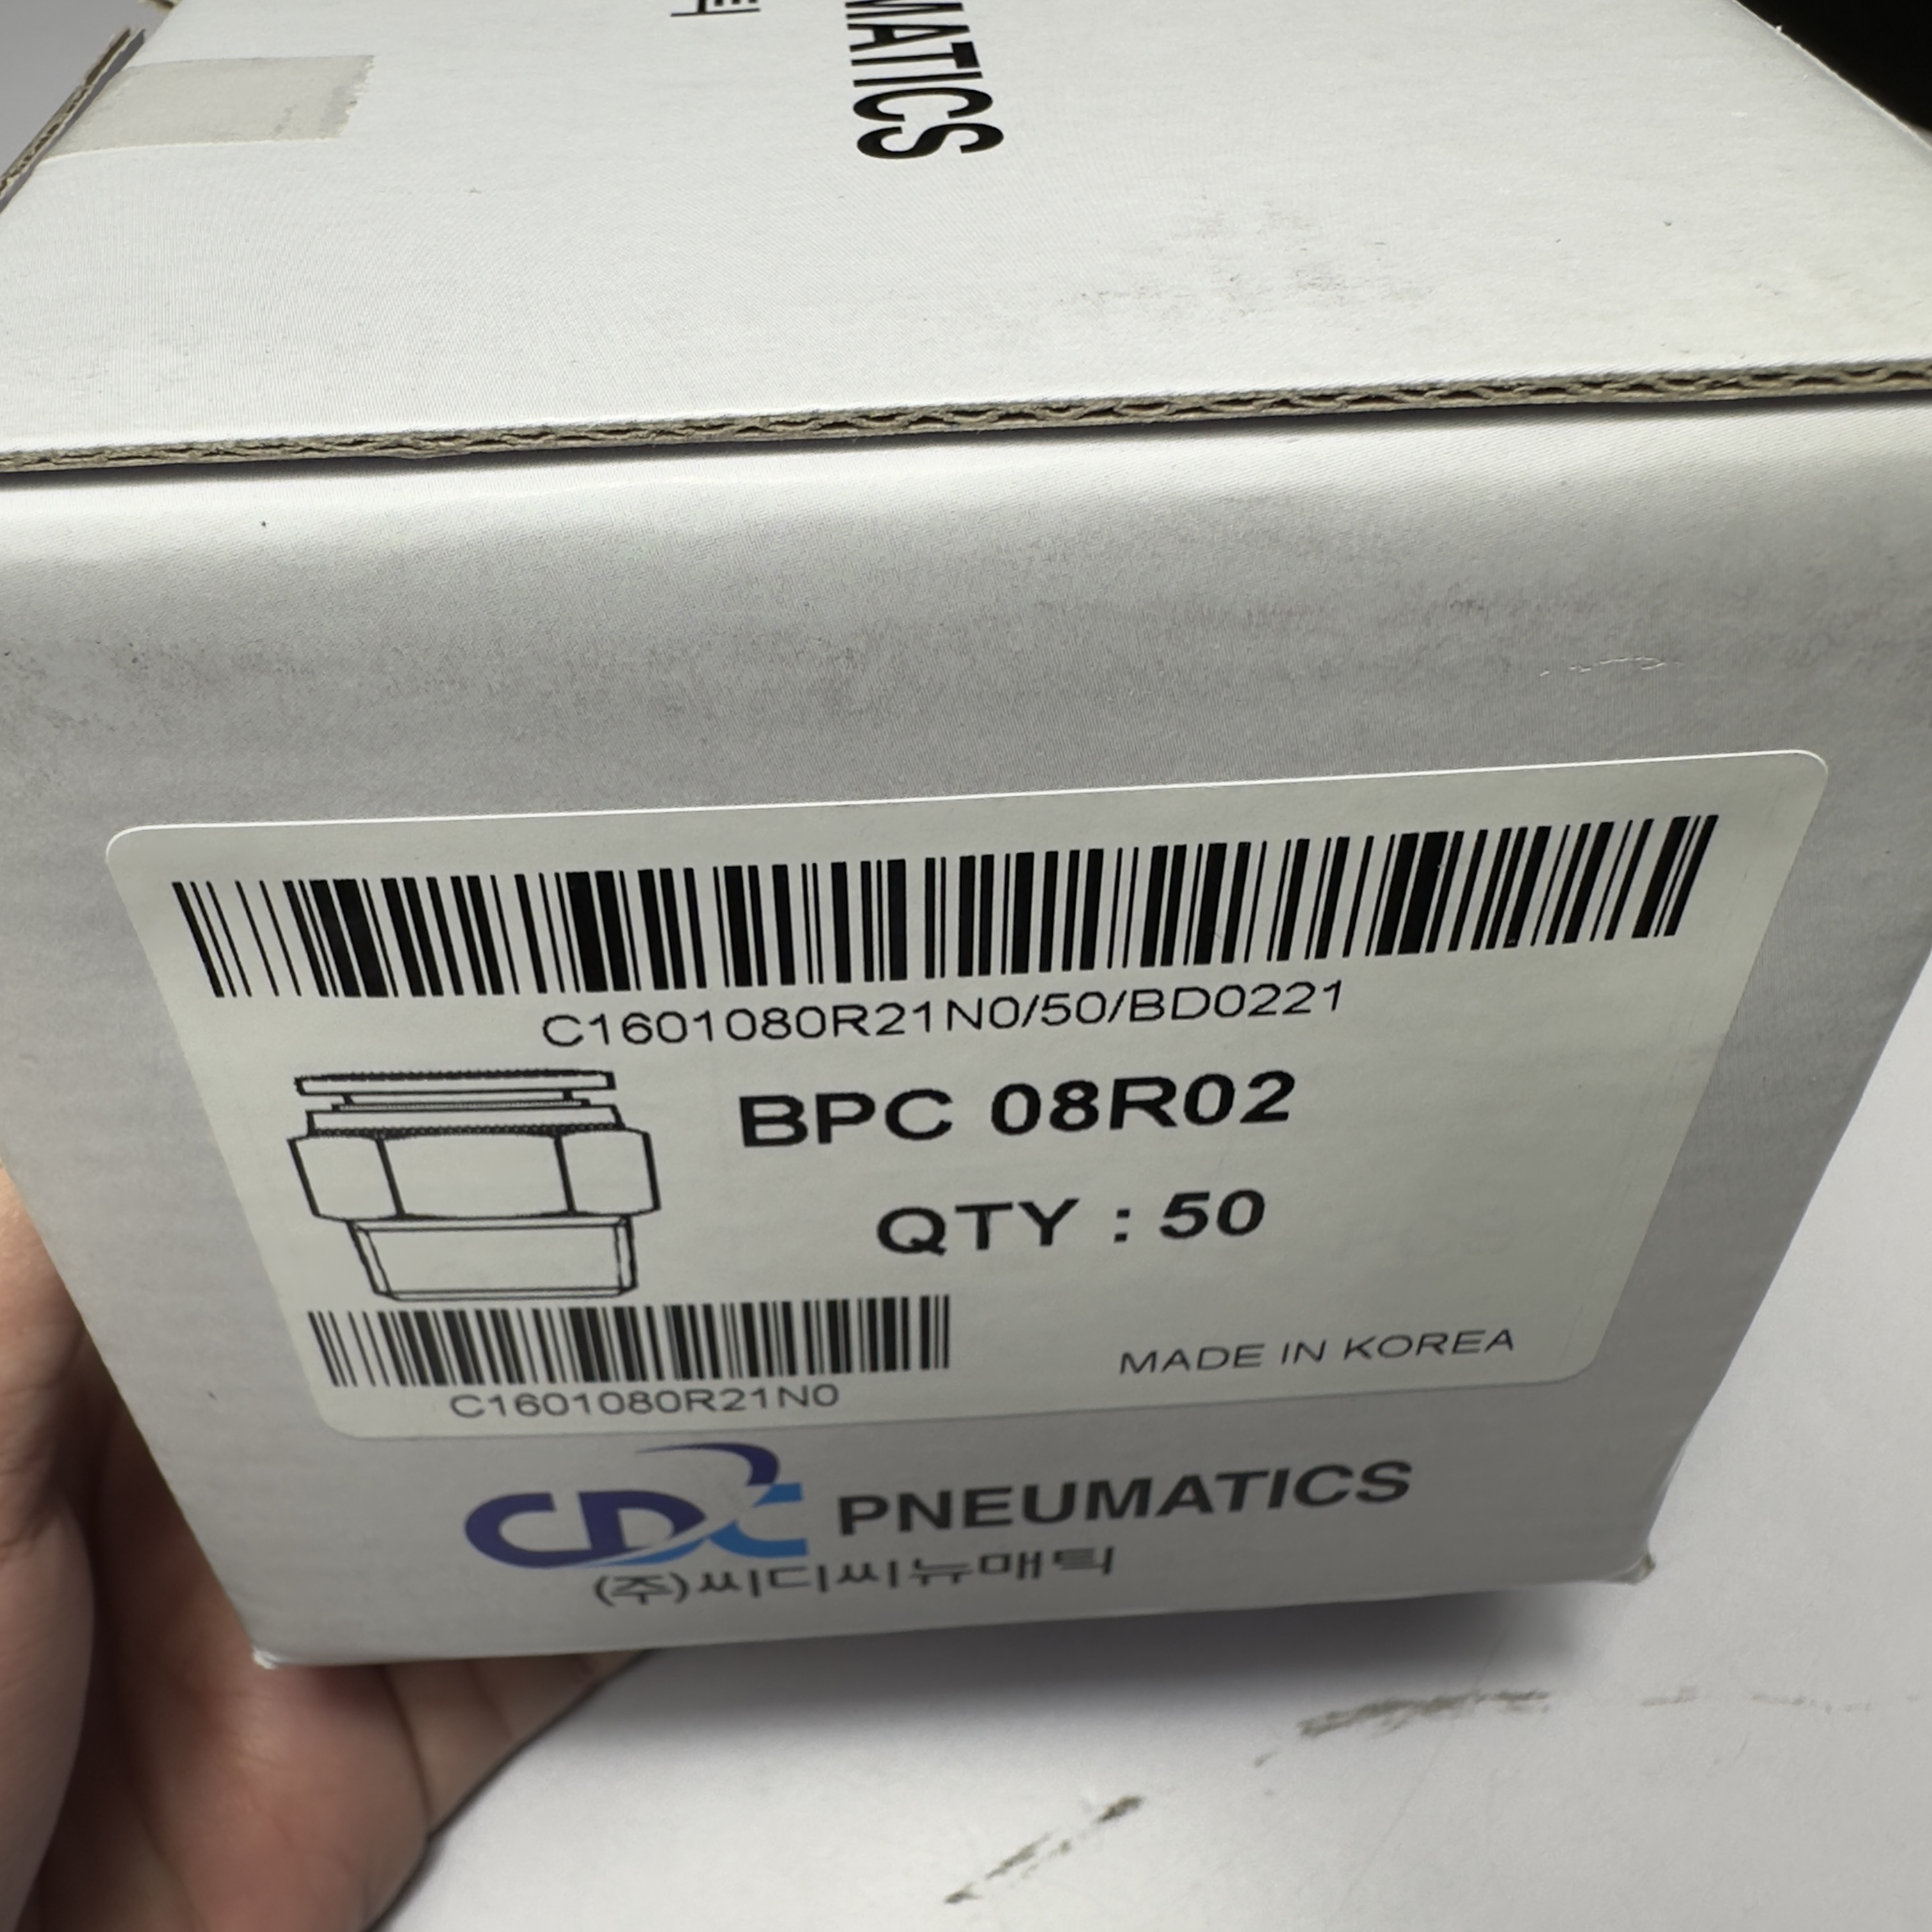 MATICS
C1601080R21N0/50/BD0221
BPC 08R02
QTY : 50
C1601080R21N0
MADE IN KOREA
CDC PNEUMATICS
(주)씨디씨뉴매틱